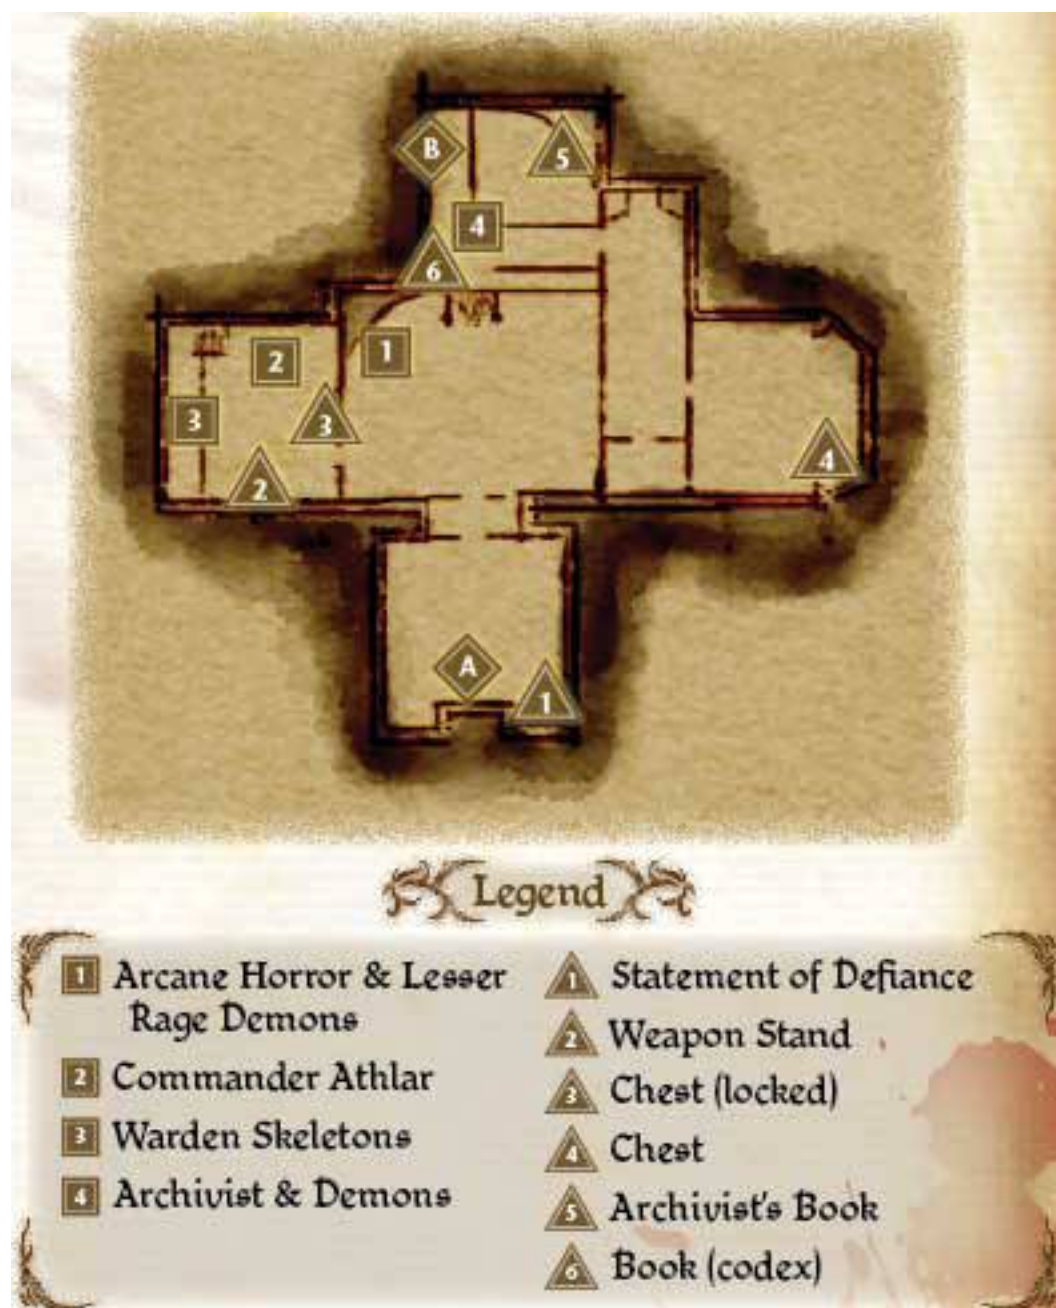 B
5
4
6
2
1
3
3
2
4
A
1
Legend
1 Arcane Horror & Lesser
Rage Demons
2 Commander Athlar
3 Warden Skeletons
4 Archivist & Demons
1 Statement of Defiance
2 Weapon Stand
3 Chest (locked)
4 Chest
5 Archivist's Book
6 Book (codex)